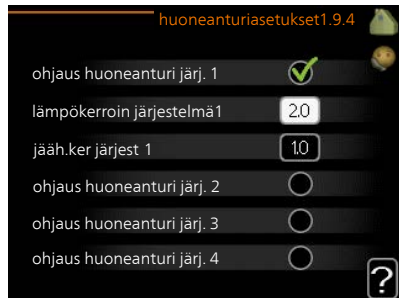 huoneanturiasetukset1.9.4
ohjaus huoneanturi järj. 1
lämpökerroin järjestelmä1 2.0
jääh.ker järjest 1 1.0
ohjaus huoneanturi järj. 2
ohjaus huoneanturi järj. 3
ohjaus huoneanturi järj. 4
?